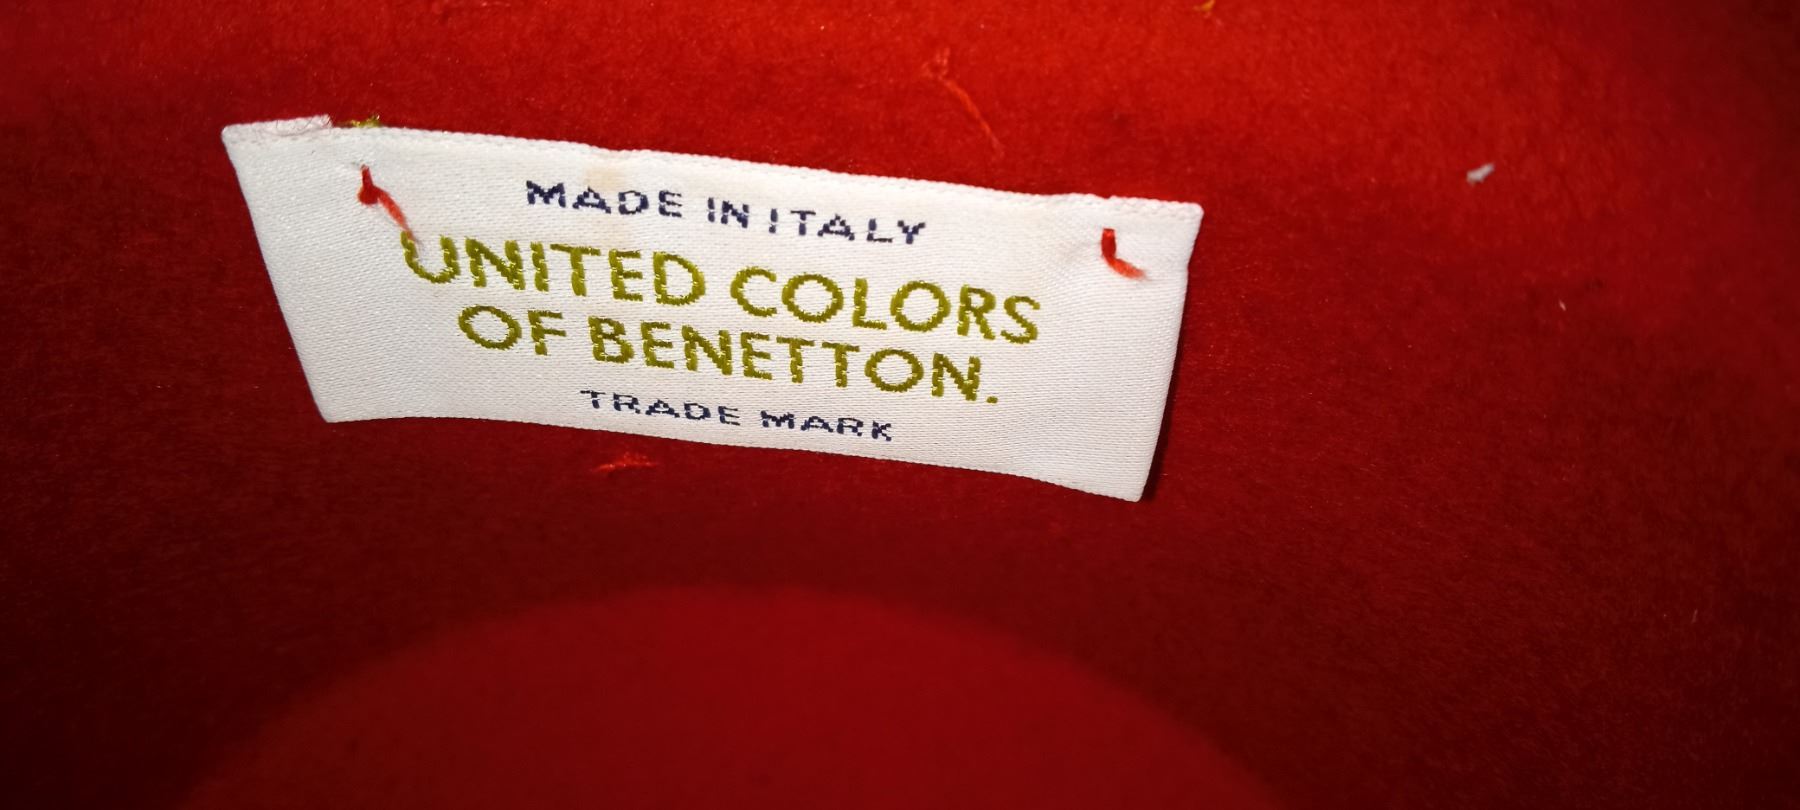 MADE IN ITALY
UNITED COLORS
OF BENETTON.
TRADE MARK